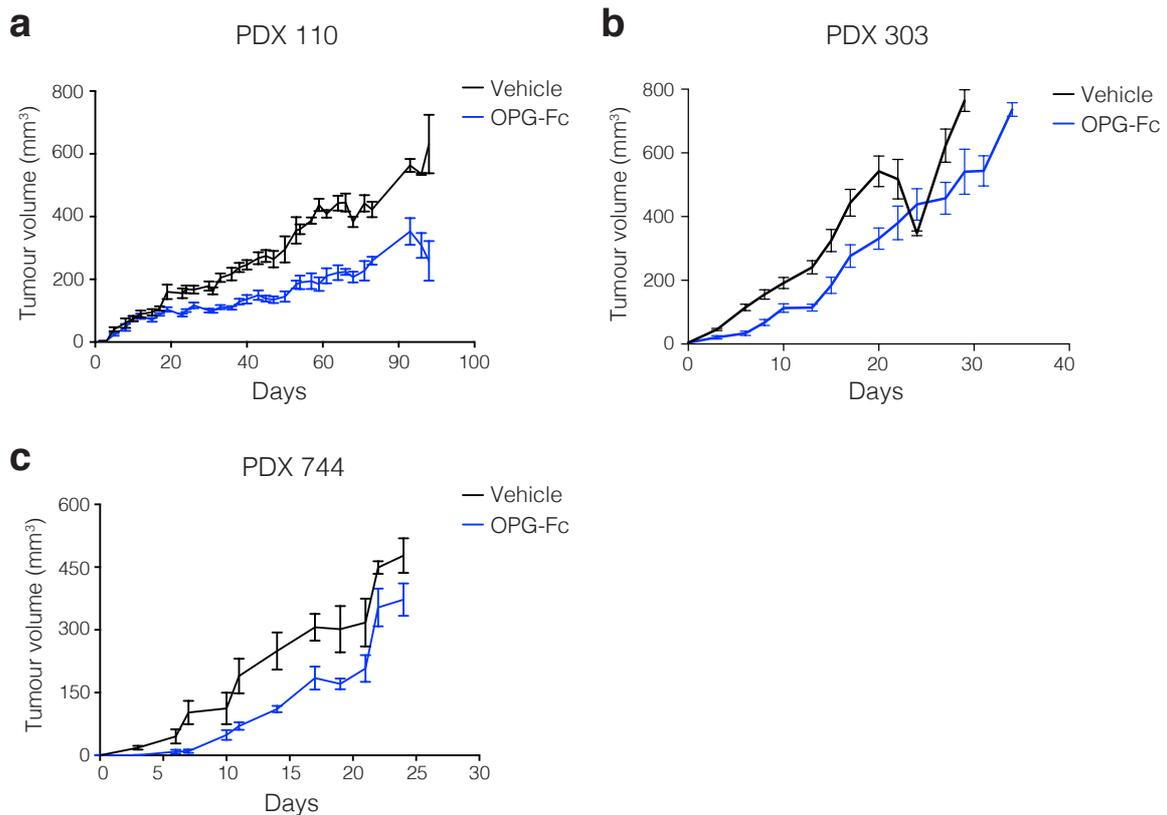 a
PDX 110
Tumour volume (mm³)
800
600
400
200
0
0 20 40 60 90 100
Days
Vehicle
OPG-Fc
b
PDX 303
Tumour volume (mm³)
800
600
400
200
0
0 10 20 30 40
Days
Vehicle
OPG-Fc
c
PDX 744
Tumour volume (mm³)
600
450
300
150
0
0 5 10 15 20 25 30
Days
Vehicle
OPG-Fc